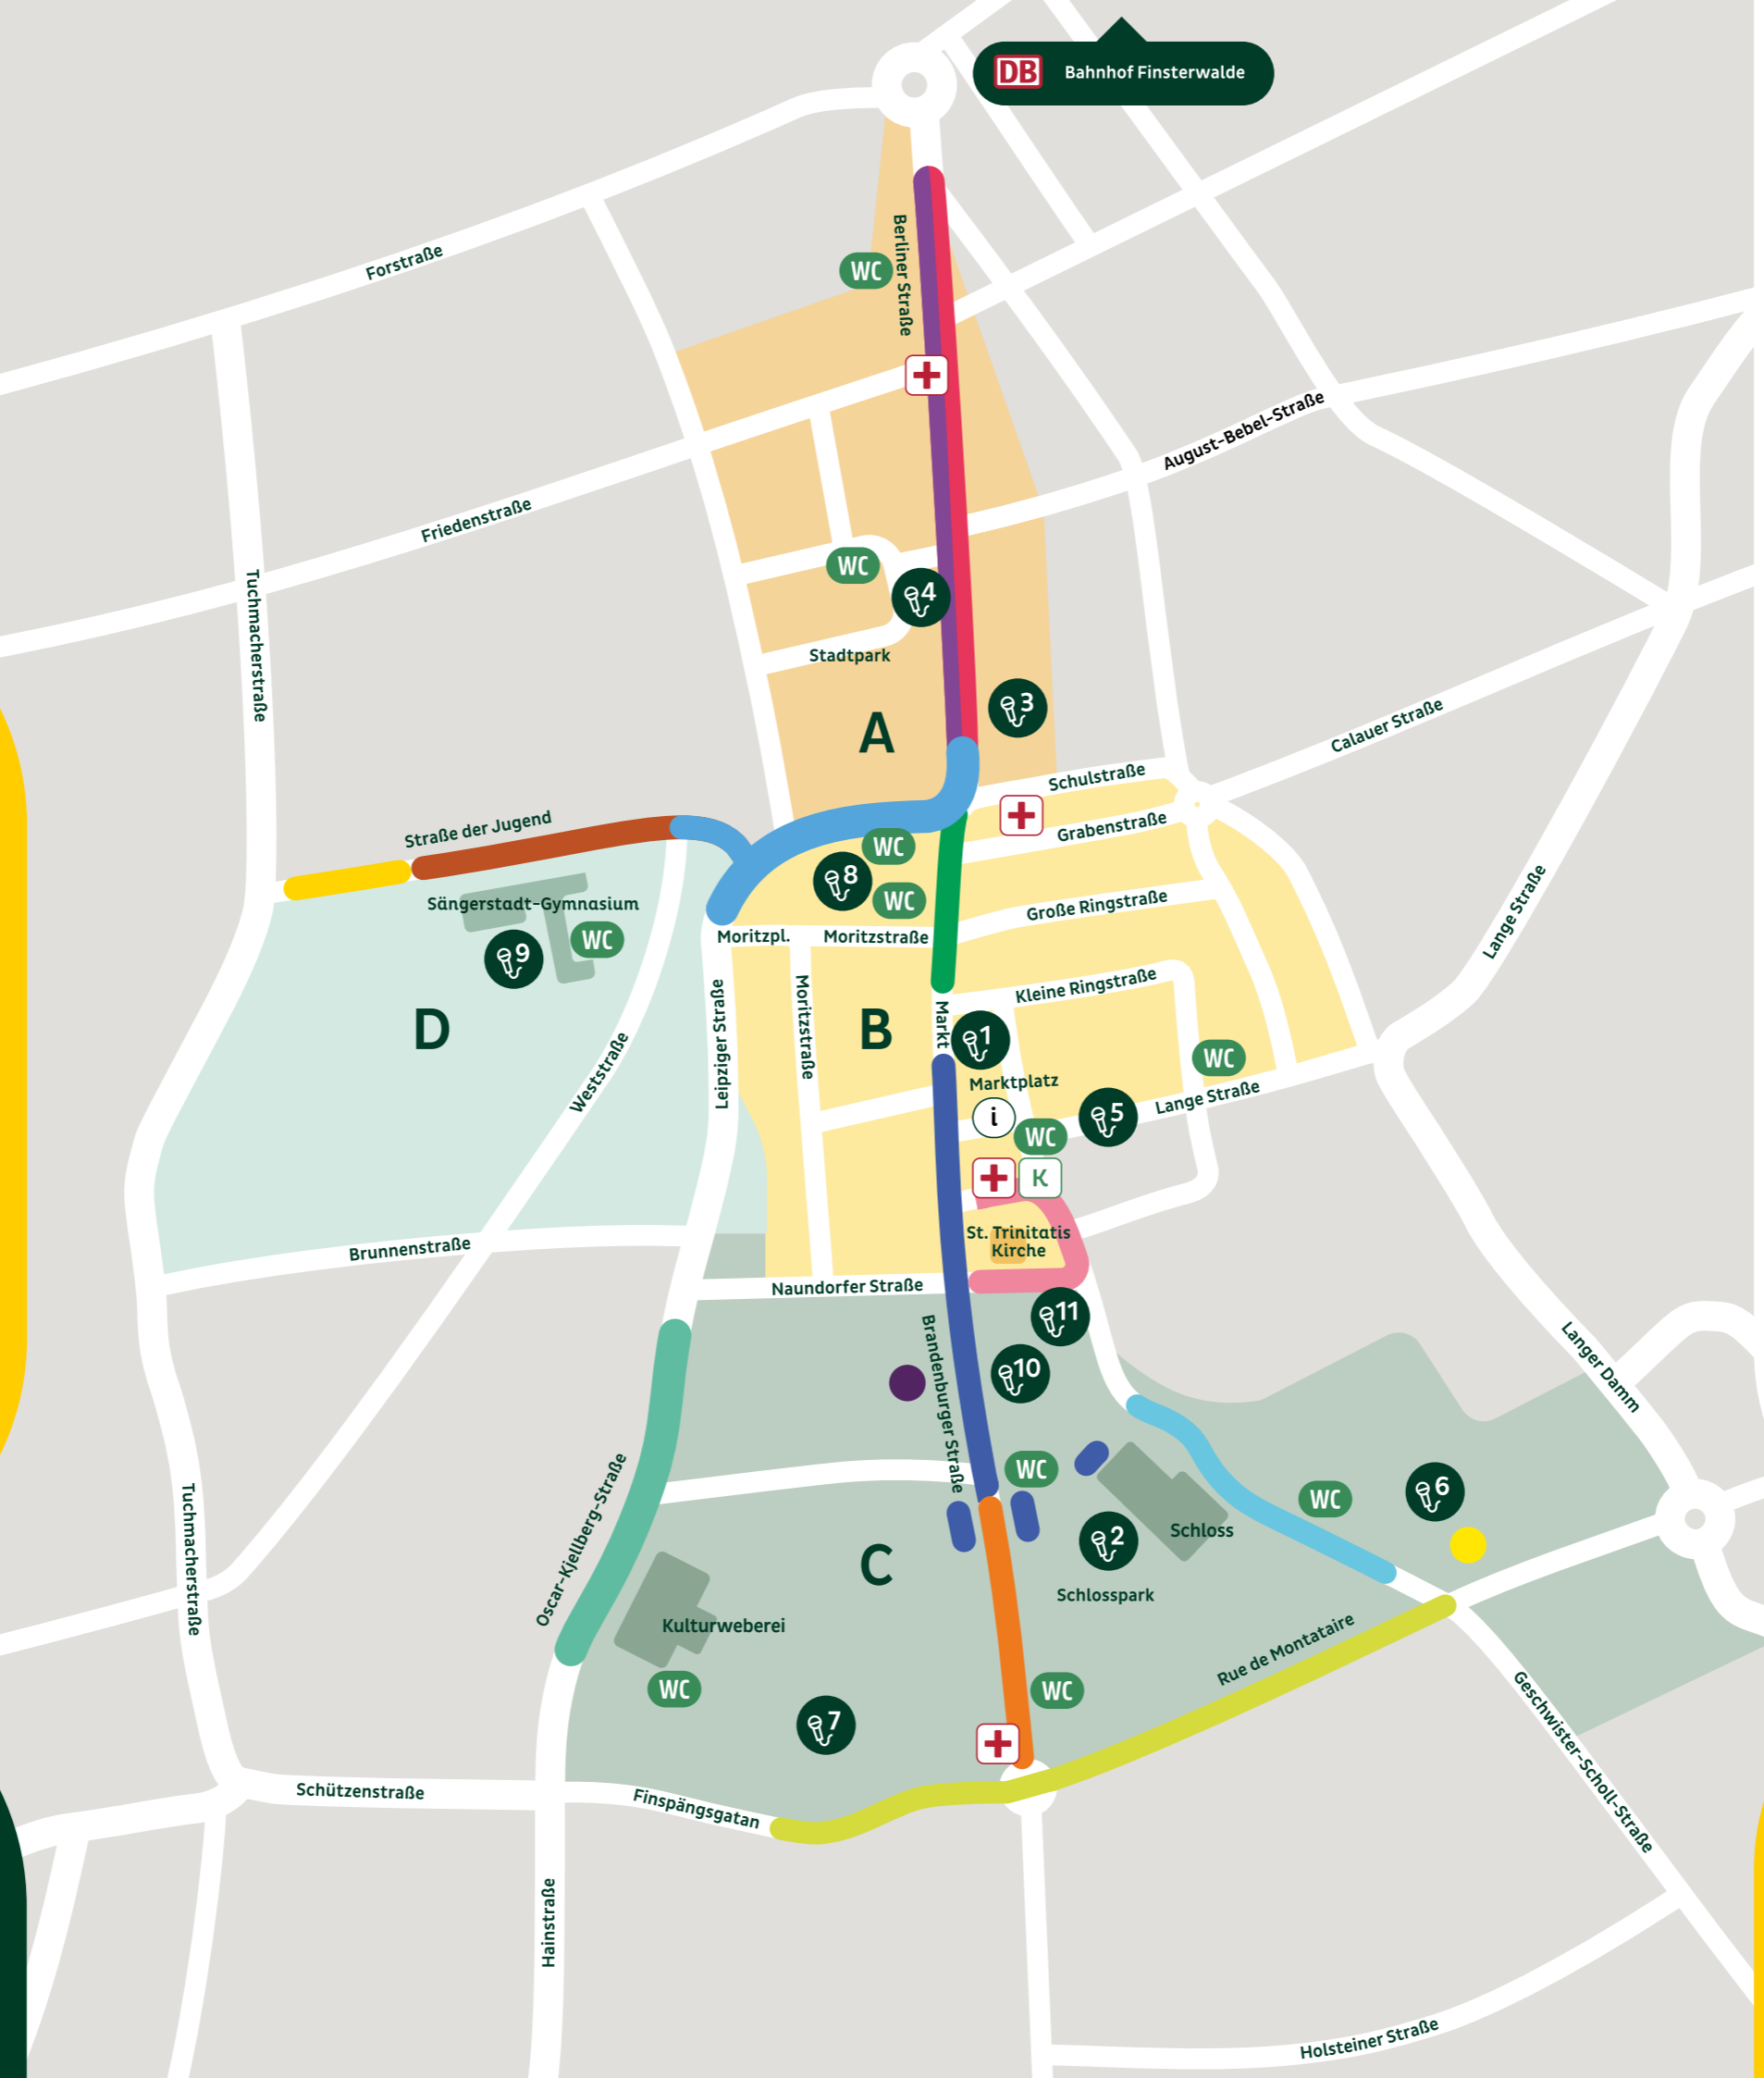 DB Bahnhof Finsterwalde
Berliner Straße
WC
Forstraße
August-Bebel-Straße
Friedenstraße
WC
4
Tuchmacherstraße
Stadtpark
3
A
Calauer Straße
Schulstraße
Grabenstraße
Straße der Jugend
WC
8
WC
Große Ringstraße
Sängerstadt-Gymnasium
WC
9
Moritzpl.
Moritzstraße
Lange Straße
Kleine Ringstraße
D
B
Markt
1
Moritzstraße
Leipziger Straße
Weststraße
WC
Marktplatz
i
5
Lange Straße
WC
K
St. Trinitatis
Kirche
Brunnenstraße
Naundorfer Straße
11
10
Brandenburger Straße
Langer Damm
WC
6
WC
2
Schloss
Oscar-Kjellberg-Straße
Tuchmacherstraße
C
Schlosspark
Kulturweberei
WC
WC
Rue de Montataire
7
Geschwister-Scholl-Straße
Schützenstraße
Finspängsgatan
Hainstraße
Holsteiner Straße